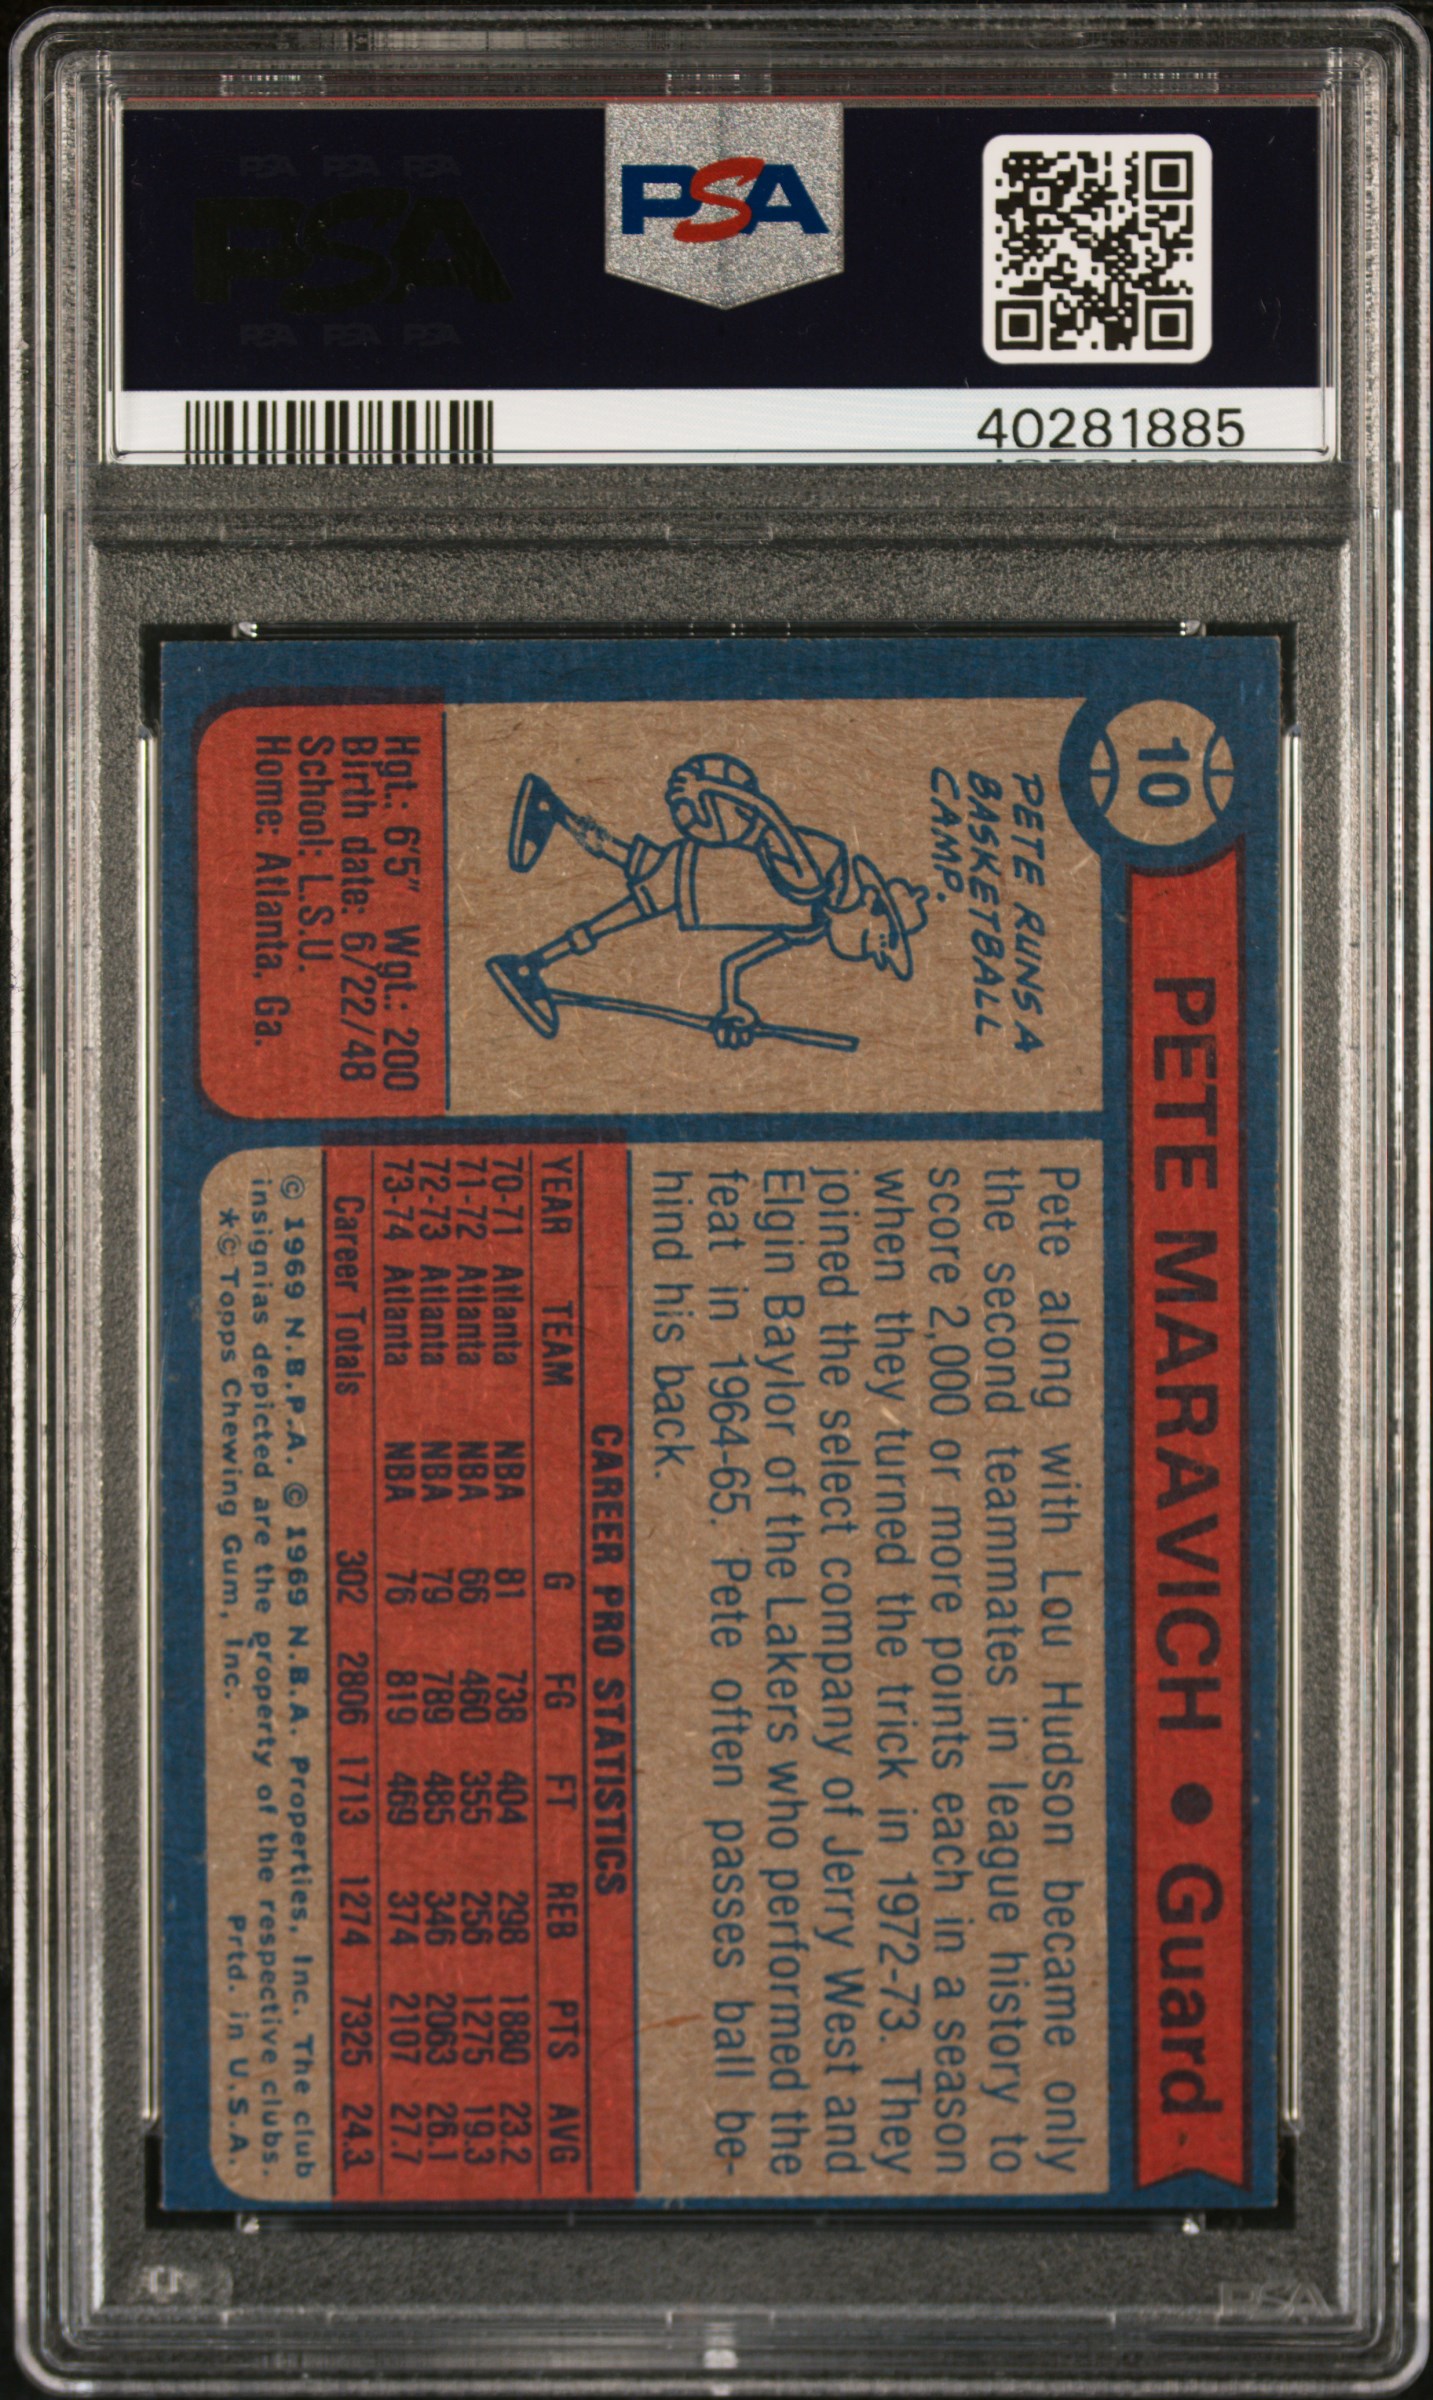 PSA PSA PSA
PSA
PSA PSA PSA
PSA
40281885
10
PETE MARAVICH • Guard
PETE RUNS A
BASKETBALL
CAMP.
Hgt.: 6'5" Wgt.: 200
Birth date: 6/22/48
School: L.S.U.
Home: Atlanta, Ga.
Pete along with Lou Hudson became only
the second teammates in league history to
score 2,000 or more points each in a season
when they turned the trick in 1972-73. They
joined the select company of Jerry West and
Elgin Baylor of the Lakers who performed the
feat in 1964-65. Pete often passes ball be-
hind his back.
CAREER PRO STATISTICS
YEAR TEAM G FG FT REB PTS AVG
70-71 Atlanta NBA 81 738 404 298 1880 23.2
71-72 Atlanta NBA 66 460 355 256 1275 19.3
72-73 Atlanta NBA 79 789 485 346 2063 26.1
73-74 Atlanta NBA 76 819 469 374 2107 27.7
Career Totals 302 2806 1713 1274 7325 24.3
© 1969 N.B.P.A. © 1969 N.B.A. Properties, Inc. The club
insignias depicted are the property of the respective clubs.
*© Topps Chewing Gum, Inc. Prtd. in U.S.A.
PSA